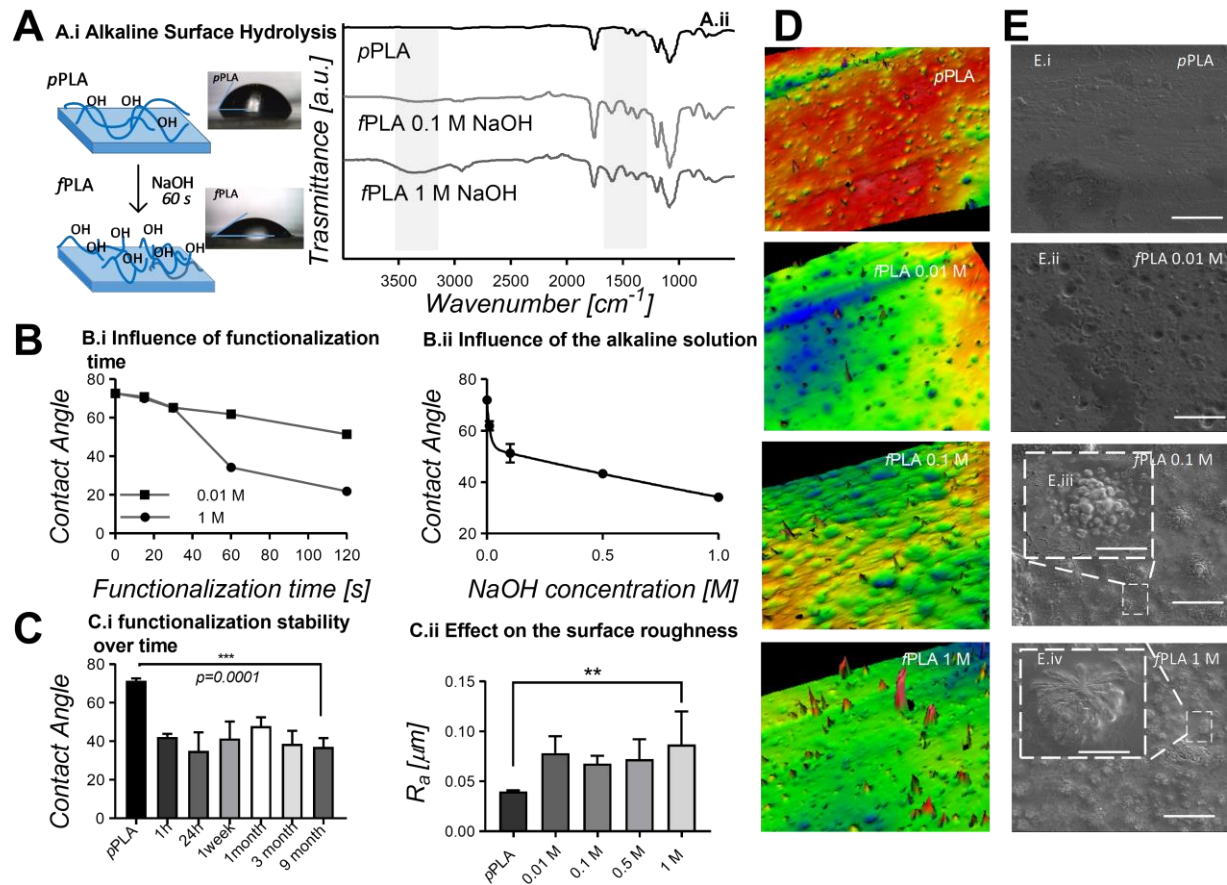 A
A.i Alkaline Surface Hydrolysis
pPLA
OH
OH
OH
pPLA
fPLA
NaOH
60 s
fPLA
OH
OH
OH
OH
OH
OH
OH
A.ii
pPLA
fPLA 0.1 M NaOH
fPLA 1 M NaOH
Trasmittance [a.u.]
3500
3000
2500
2000
1500
1000
Wavenumber [cm-1]
B
B.i Influence of functionalization
time
Contact Angle
80
60
40
20
0
0.01 M
1 M
0
20
40
60
80
100
120
Functionalization time [s]
B.ii Influence of the alkaline solution
Contact Angle
80
60
40
20
0.0
0.5
1.0
NaOH concentration [M]
C
C.i functionalization stability
over time
Contact Angle
80
60
40
20
0
***
p=0.0001
pPLA
1h
24h
1week
1month
3 month
9 month
C.ii Effect on the surface roughness
Ra [µm]
0.15
0.10
0.05
0.00
**
pPLA
0.01 M
0.1 M
0.5 M
1 M
D
pPLA
fPLA 0.01 M
fPLA 0.1 M
fPLA 1 M
E
E.i
pPLA
E.ii
fPLA 0.01 M
E.iii
fPLA 0.1 M
E.iv
fPLA 1 M